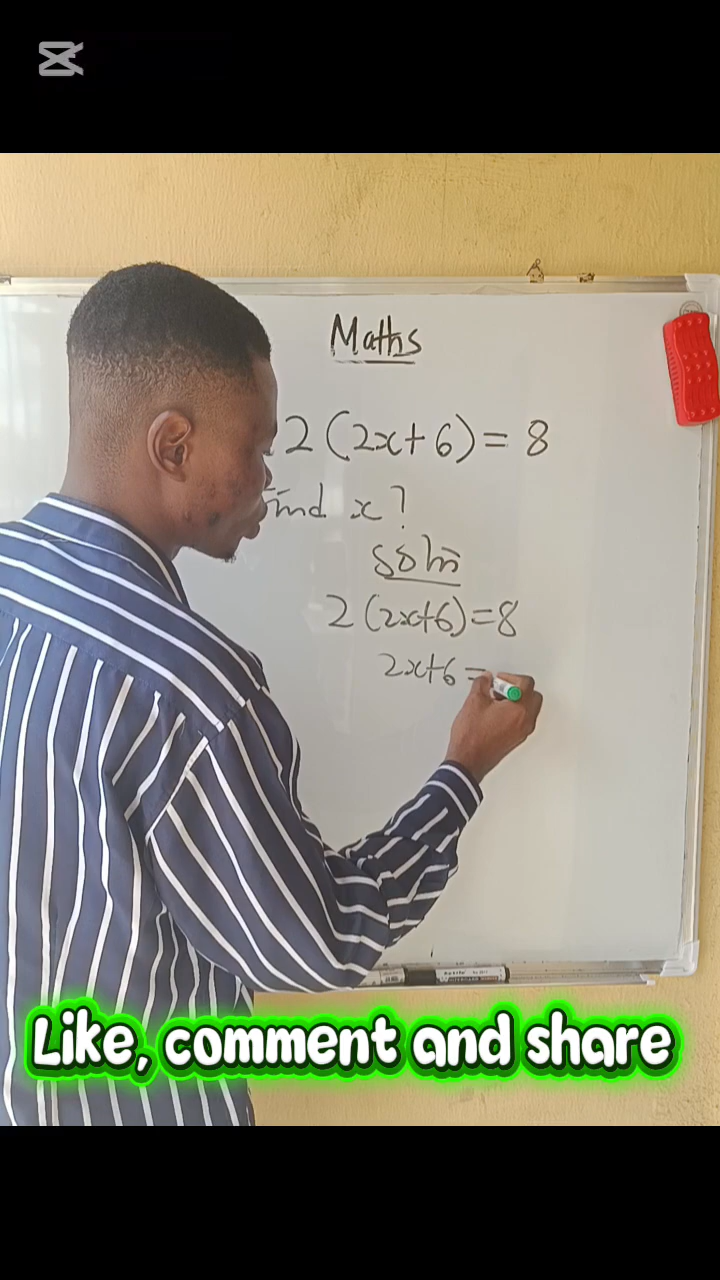 Maths
2(2x+6)=8
Find x?
soln
2(2x+6)=8
2x+6=
Like, comment and share